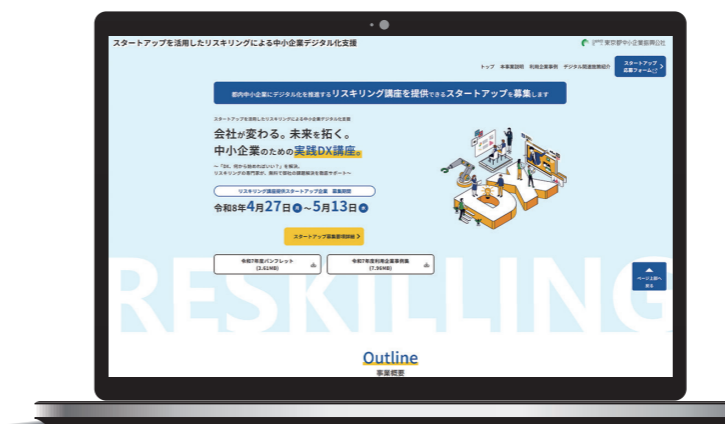 スタートアップを活用したリスキリングによる中小企業デジタル化支援
東京都中小企業振興公社
トップ 本事業説明 利用企業事例 デジタル関連施策紹介
スタートアップ
応募フォーム
都内中小企業にデジタル化を推進するリスキリング講座を提供できるスタートアップを募集します
スタートアップを活用したリスキリングによる中小企業デジタル化支援
会社が変わる。未来を拓く。
中小企業のための実践DX講座。
～「DX、何から始めればいい？」を解決。
リスキリングの専門家が、無料で御社の課題解決を徹底サポート～
リスキリング講座提供スタートアップ企業 募集期間
令和8年4月27日月～5月13日水
スタートアップ募集要項詳細
令和7年度パンフレット
(3.61MB)
令和7年度利用企業事例集
(7.96MB)
DX
ページ上部へ
戻る
RESKILLING
Outline
事業概要